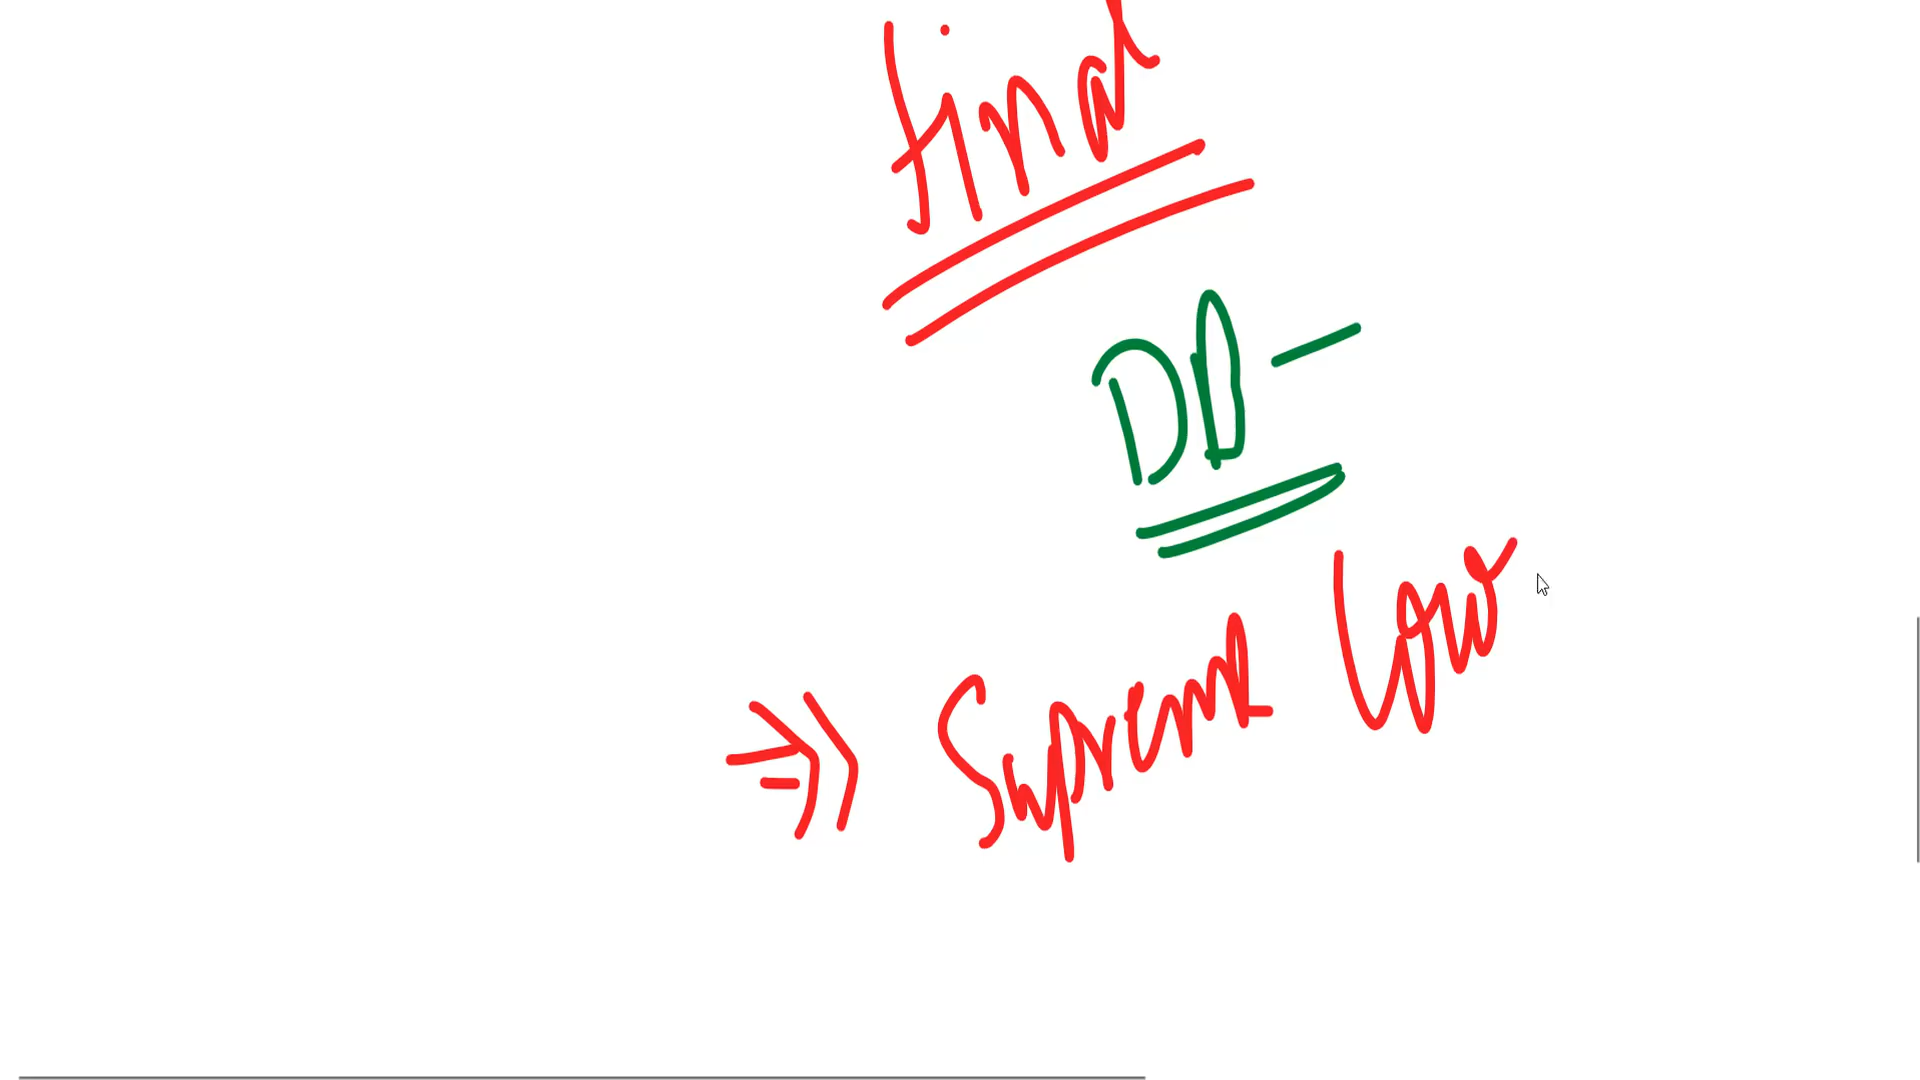 final
DB -
⇒ Supreme Law